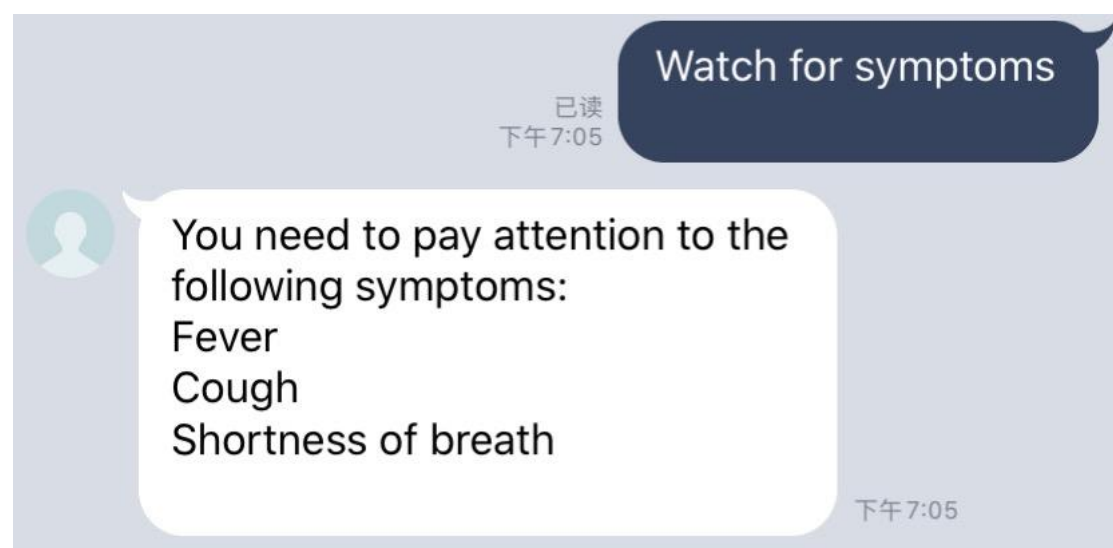 Watch for symptoms
已读
下午7:05
You need to pay attention to the
following symptoms:
Fever
Cough
Shortness of breath
下午7:05